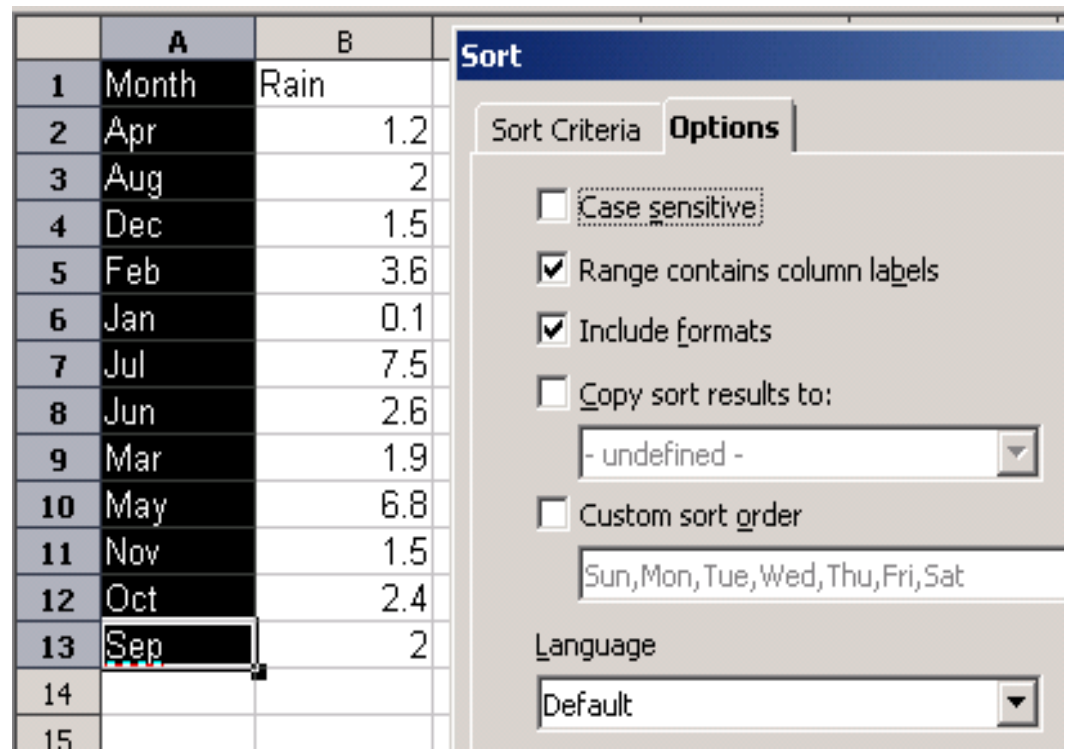 A B
1 Month Rain
2 Apr 1.2
3 Aug 2
4 Dec 1.5
5 Feb 3.6
6 Jan 0.1
7 Jul 7.5
8 Jun 2.6
9 Mar 1.9
10 May 6.8
11 Nov 1.5
12 Oct 2.4
13 Sep 2
14
15
Sort
Sort Criteria Options
Case sensitive
Range contains column labels
Include formats
Copy sort results to:
- undefined -
Custom sort order
Sun,Mon,Tue,Wed,Thu,Fri,Sat
Language
Default